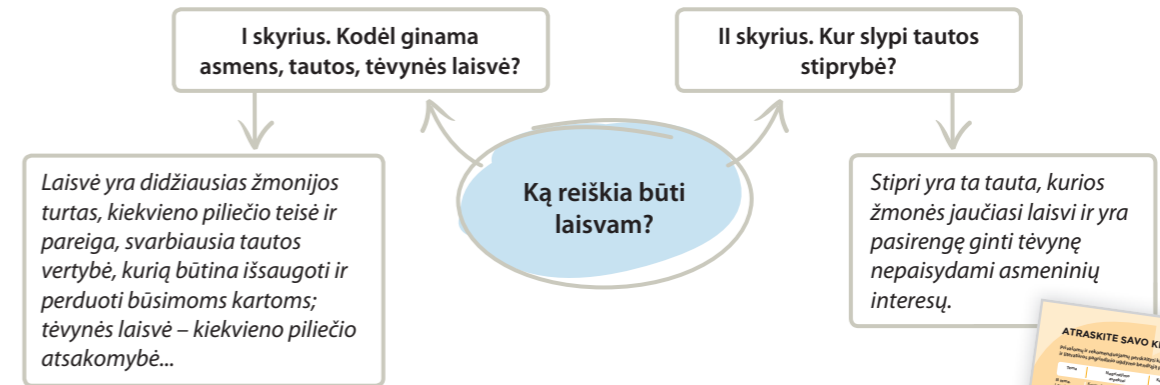 I skyrius. Kodėl ginama
asmens, tautos, tėvynės laisvė?
II skyrius. Kur slypi tautos
stiprybė?
Ką reiškia būti
laisvam?
Laisvė yra didžiausias žmonijos
turtas, kiekvieno piliečio teisė ir
pareiga, svarbiausia tautos
vertybė, kurią būtina išsaugoti ir
perduoti būsimoms kartoms;
tėvynės laisvė – kiekvieno piliečio
atsakomybė...
Stipri yra ta tauta, kurios
žmonės jaučiasi laisvi ir yra
pasirengę ginti tėvynę
nepaisydami asmeninių
interesų.
ATRASKITE SAVO